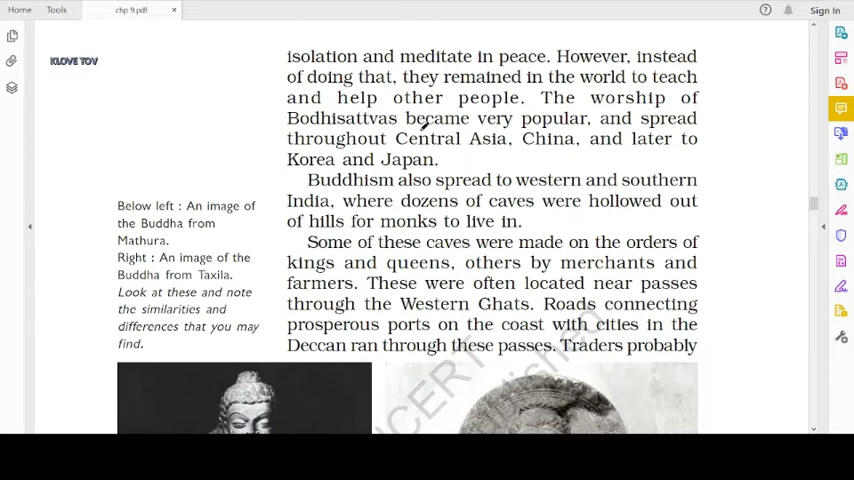 Home Tools chp 9.pdf × Sign In
KLOVE TOV
isolation and meditate in peace. However, instead
of doing that, they remained in the world to teach
and help other people. The worship of
Bodhisattvas became very popular, and spread
throughout Central Asia, China, and later to
Korea and Japan.
Buddhism also spread to western and southern
India, where dozens of caves were hollowed out
of hills for monks to live in.
Some of these caves were made on the orders of
kings and queens, others by merchants and
farmers. These were often located near passes
through the Western Ghats. Roads connecting
prosperous ports on the coast with cities in the
Deccan ran through these passes. Traders probably
Below left : An image of
the Buddha from
Mathura.
Right : An image of the
Buddha from Taxila.
Look at these and note
the similarities and
differences that you may
find.